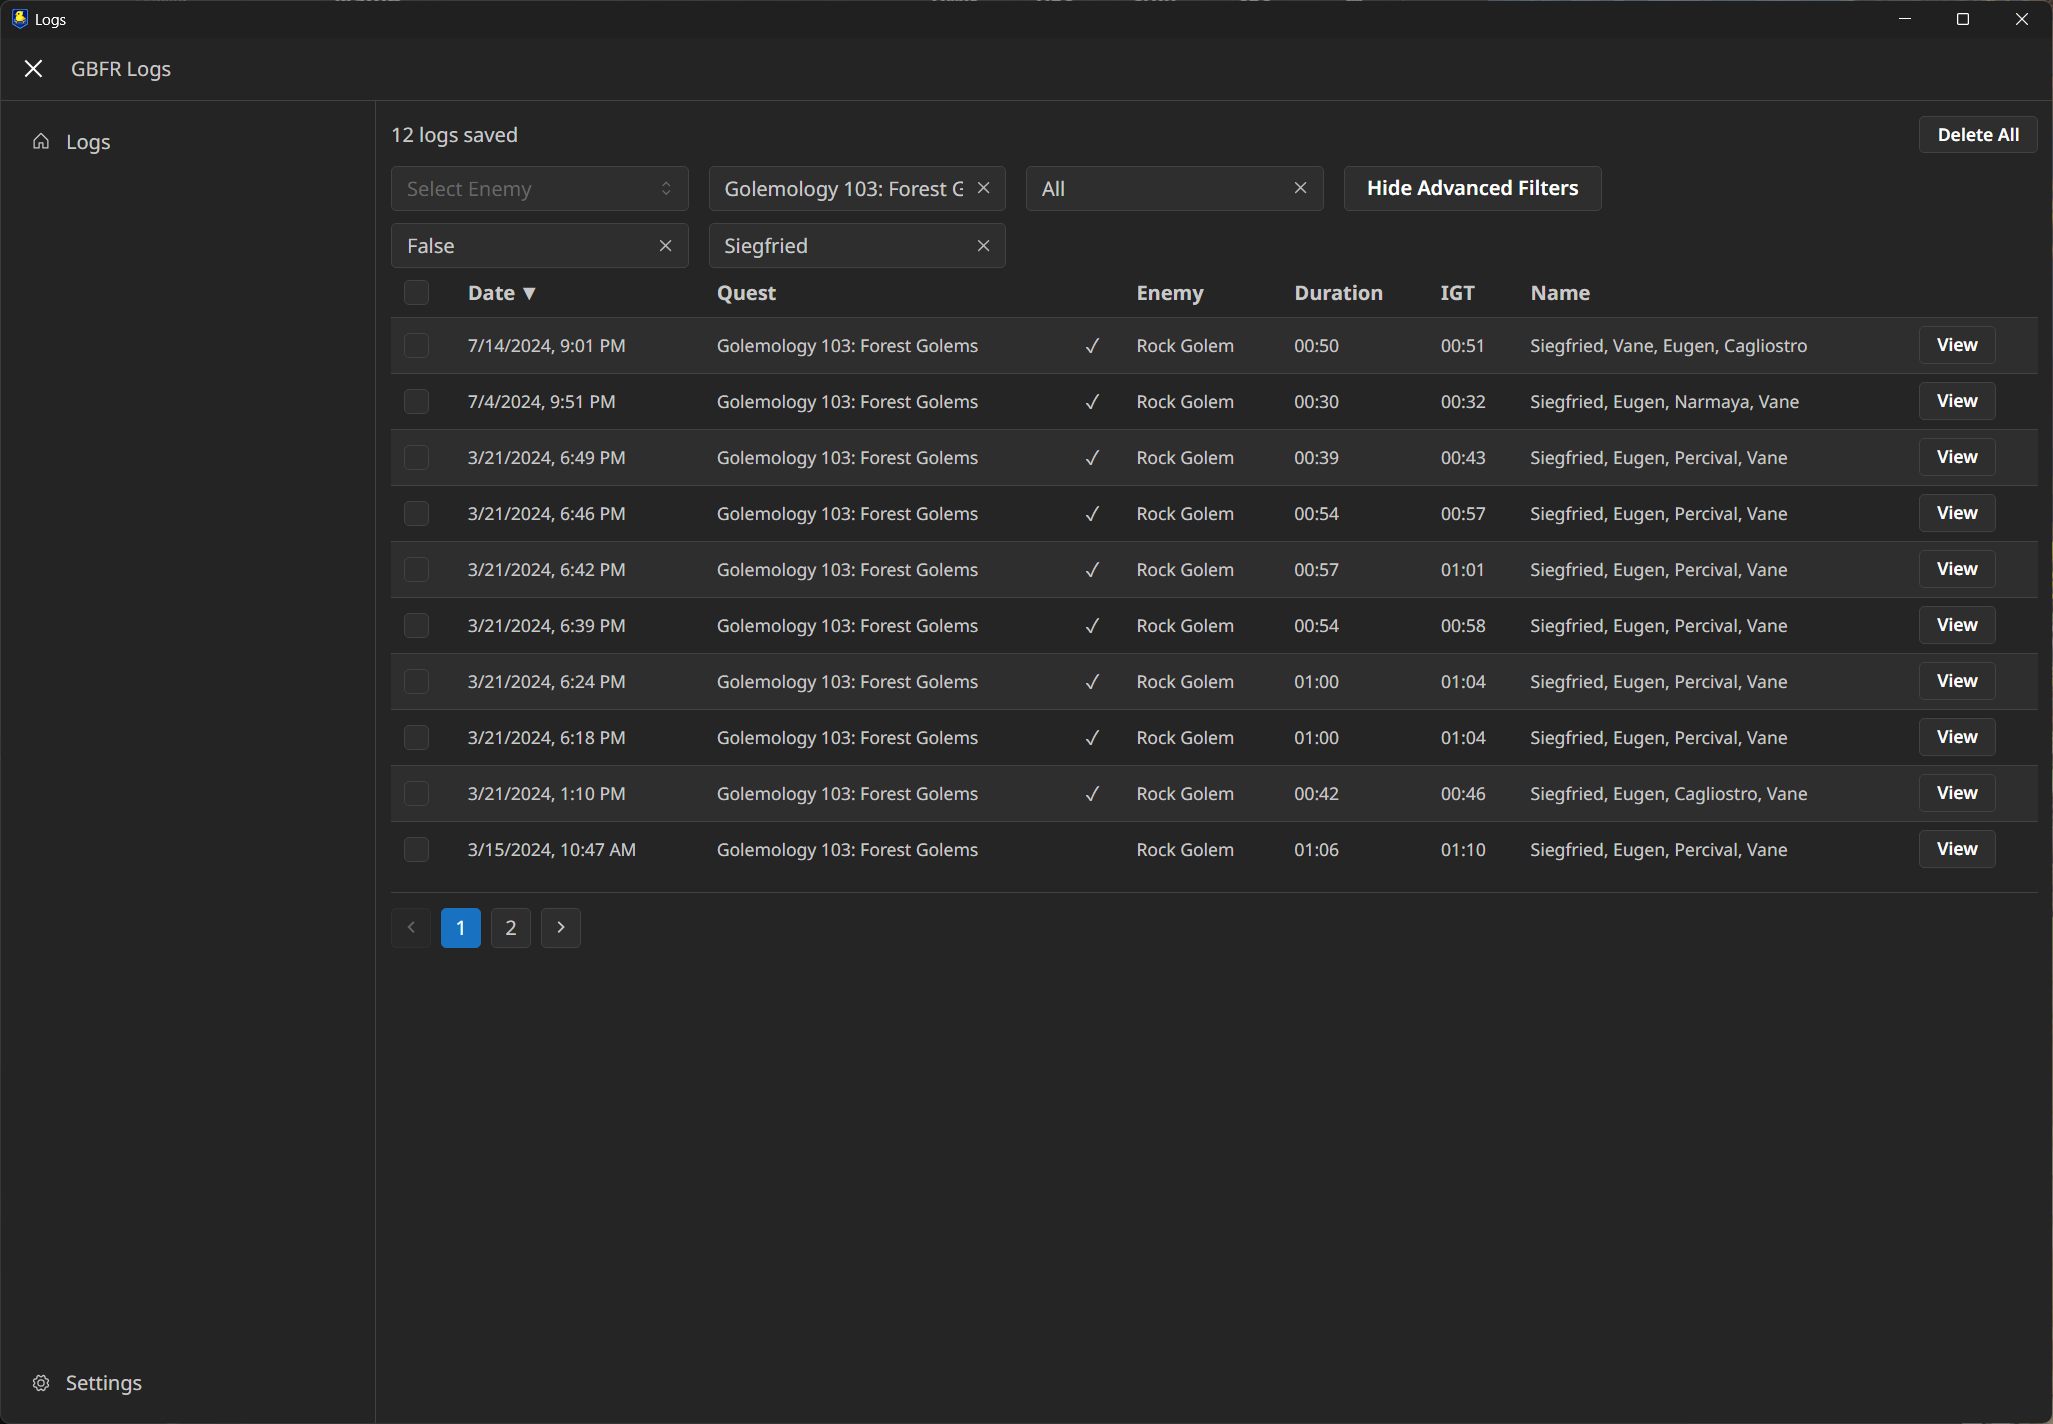 Logs
GBFR Logs
Logs
12 logs saved
Delete All
Select Enemy
Golemology 103: Forest G
All
Hide Advanced Filters
False
Siegfried
Date ▼ Quest Enemy Duration IGT Name
7/14/2024, 9:01 PM Golemology 103: Forest Golems ✓ Rock Golem 00:50 00:51 Siegfried, Vane, Eugen, Cagliostro View
7/4/2024, 9:51 PM Golemology 103: Forest Golems ✓ Rock Golem 00:30 00:32 Siegfried, Eugen, Narmaya, Vane View
3/21/2024, 6:49 PM Golemology 103: Forest Golems ✓ Rock Golem 00:39 00:43 Siegfried, Eugen, Percival, Vane View
3/21/2024, 6:46 PM Golemology 103: Forest Golems ✓ Rock Golem 00:54 00:57 Siegfried, Eugen, Percival, Vane View
3/21/2024, 6:42 PM Golemology 103: Forest Golems ✓ Rock Golem 00:57 01:01 Siegfried, Eugen, Percival, Vane View
3/21/2024, 6:39 PM Golemology 103: Forest Golems ✓ Rock Golem 00:54 00:58 Siegfried, Eugen, Percival, Vane View
3/21/2024, 6:24 PM Golemology 103: Forest Golems ✓ Rock Golem 01:00 01:04 Siegfried, Eugen, Percival, Vane View
3/21/2024, 6:18 PM Golemology 103: Forest Golems ✓ Rock Golem 01:00 01:04 Siegfried, Eugen, Percival, Vane View
3/21/2024, 1:10 PM Golemology 103: Forest Golems ✓ Rock Golem 00:42 00:46 Siegfried, Eugen, Cagliostro, Vane View
3/15/2024, 10:47 AM Golemology 103: Forest Golems Rock Golem 01:06 01:10 Siegfried, Eugen, Percival, Vane View
1 2
Settings